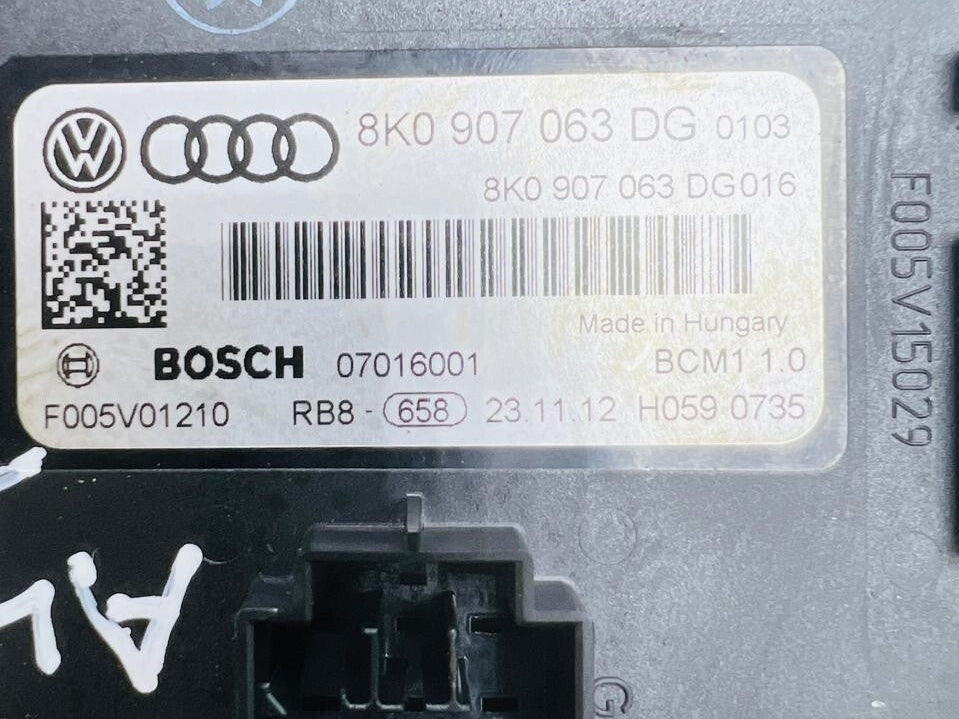 8K0 907 063 DG 0103
8K0 907 063 DG016
Made in Hungary
BOSCH 07016001 BCM1 1.0
F005V01210 RB8 - 658 23.11.12 H059 0735
F005V15029
G